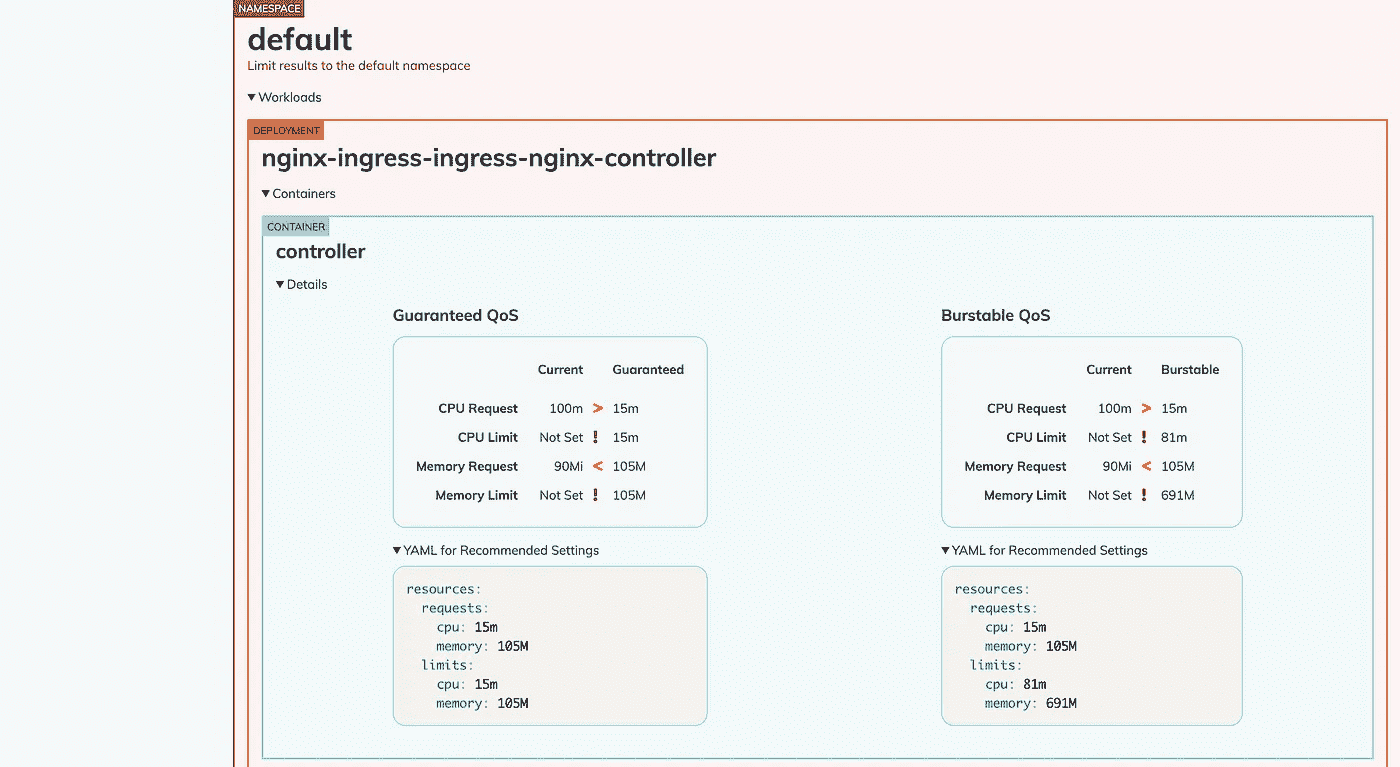 NAMESPACE
default
Limit results to the default namespace
▼ Workloads
DEPLOYMENT
nginx-ingress-ingress-nginx-controller
▼ Containers
CONTAINER
controller
▼ Details
Guaranteed QoS
Current Guaranteed
CPU Request 100m > 15m
CPU Limit Not Set ! 15m
Memory Request 90Mi < 105M
Memory Limit Not Set ! 105M
▼ YAML for Recommended Settings
resources:
requests:
cpu: 15m
memory: 105M
limits:
cpu: 15m
memory: 105M
Burstable QoS
Current Burstable
CPU Request 100m > 15m
CPU Limit Not Set ! 81m
Memory Request 90Mi < 105M
Memory Limit Not Set ! 691M
▼ YAML for Recommended Settings
resources:
requests:
cpu: 15m
memory: 105M
limits:
cpu: 81m
memory: 691M